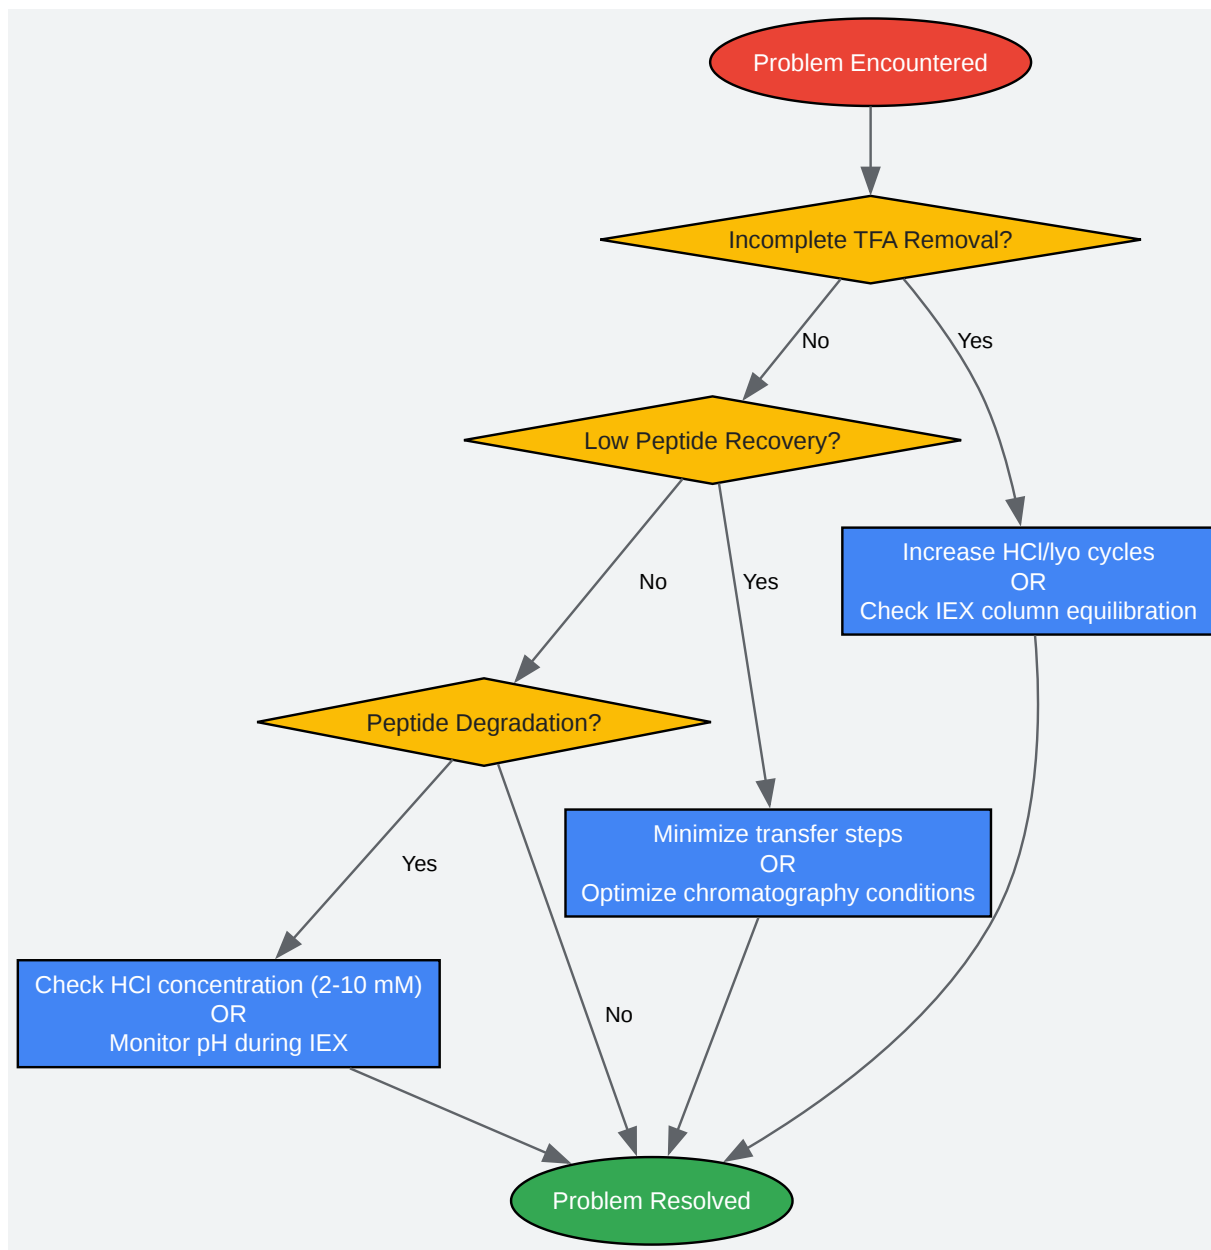 Problem Encountered
Incomplete TFA Removal?
No
Yes
Low Peptide Recovery?
Increase HCl/lyo cycles
OR
Check IEX column equilibration
No
Yes
Peptide Degradation?
Minimize transfer steps
OR
Optimize chromatography conditions
Yes
Check HCl concentration (2-10 mM)
OR
Monitor pH during IEX
No
Problem Resolved